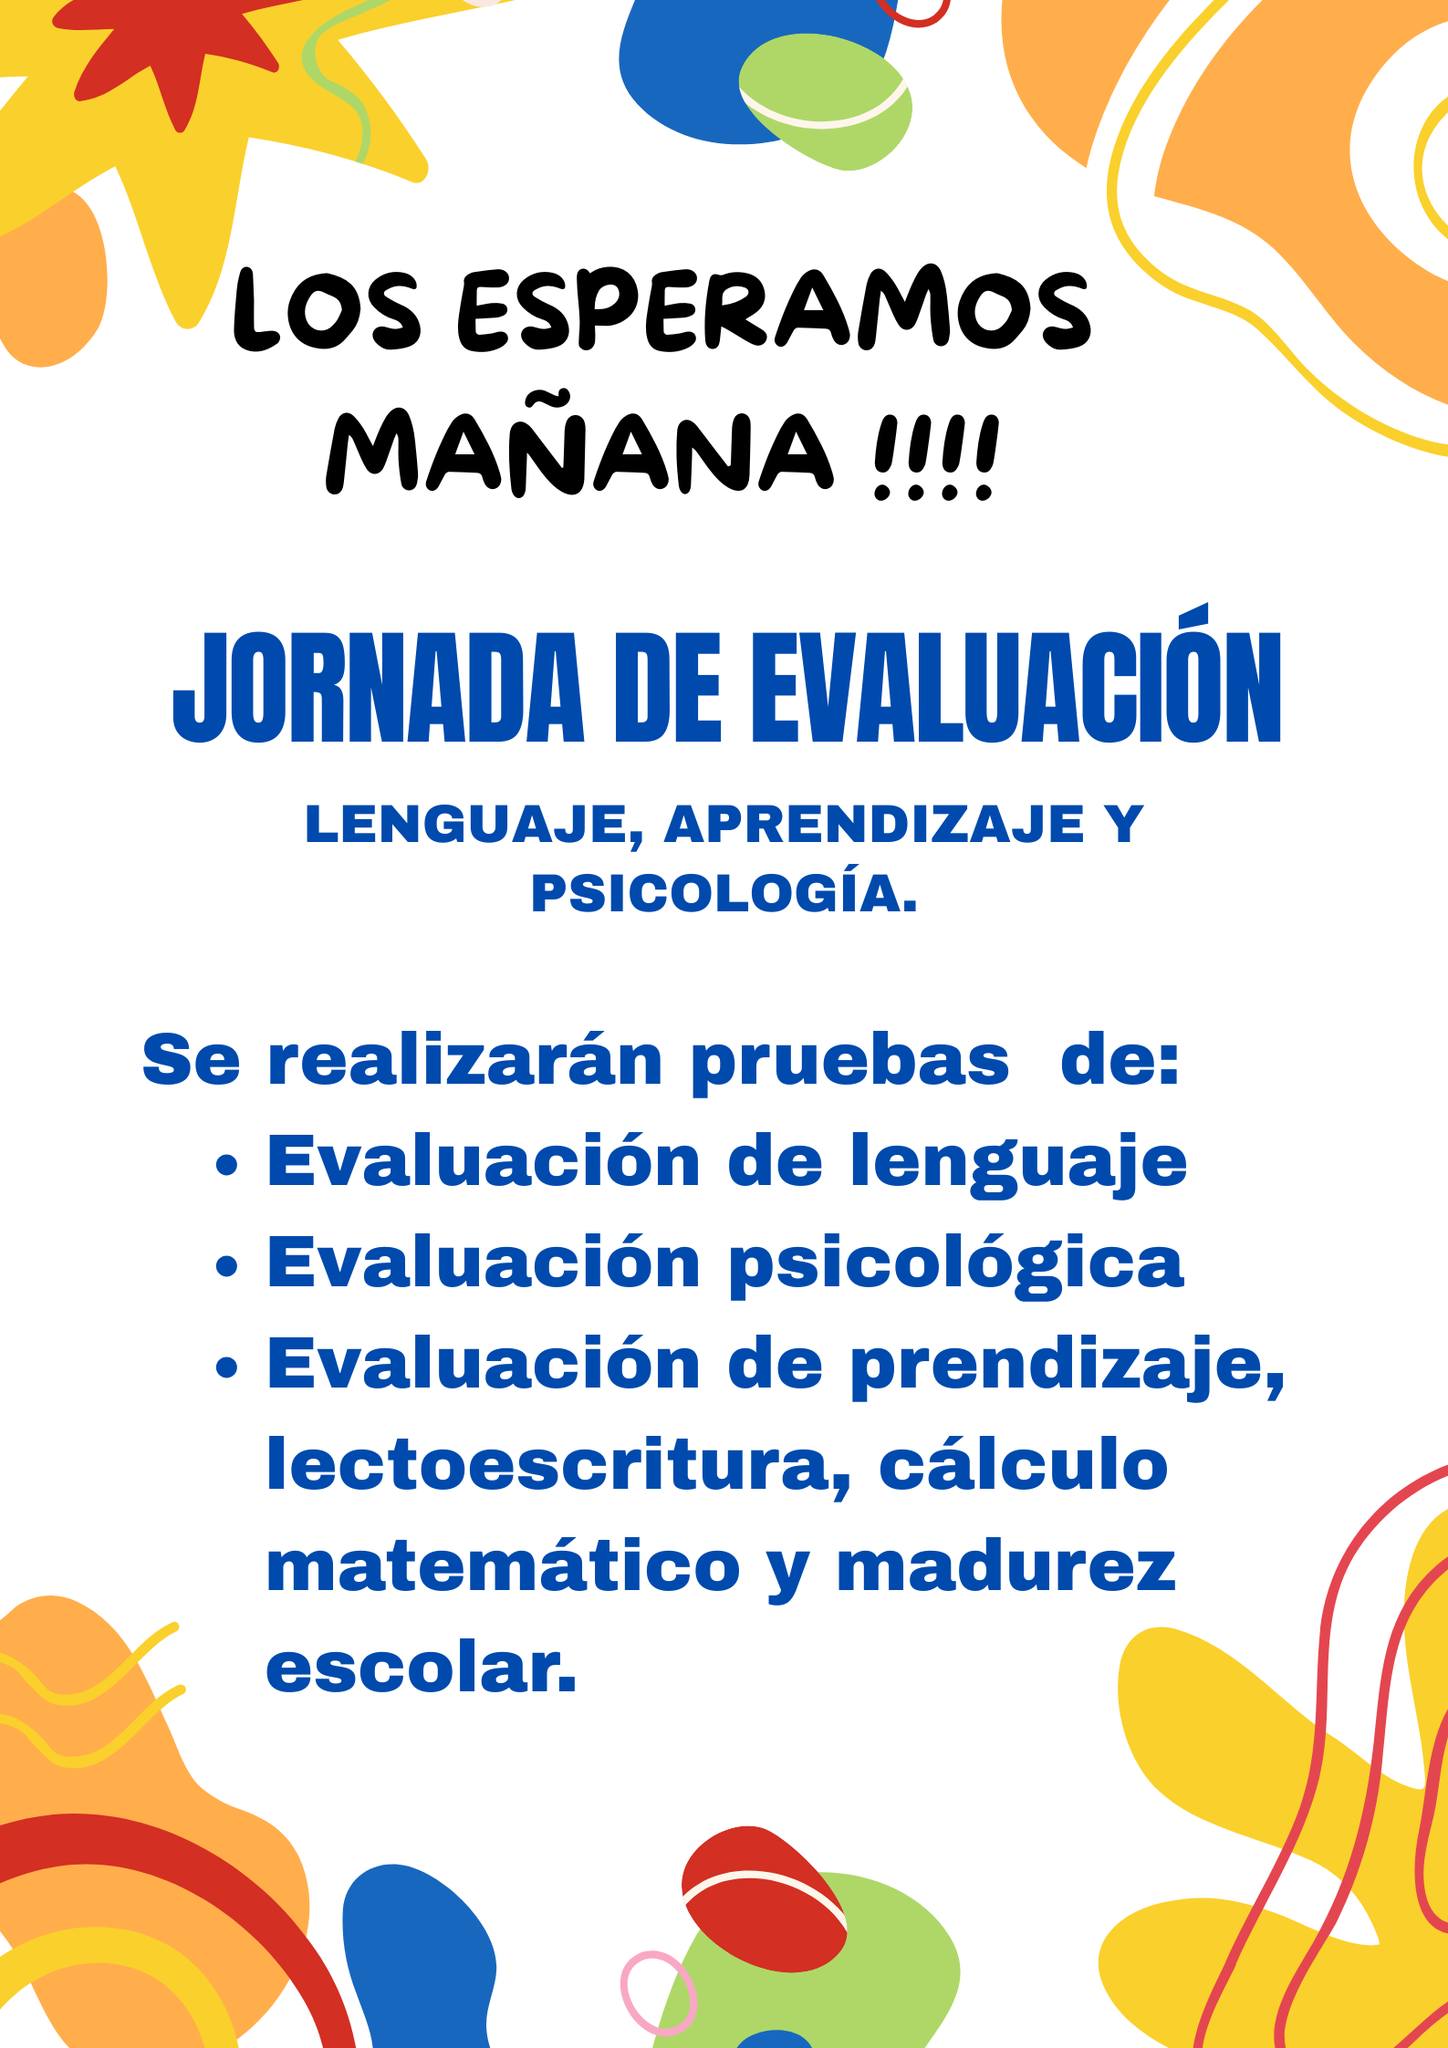 LOS ESPERAMOS
MAÑANA !!!!
JORNADA DE EVALUACIÓN
LENGUAJE, APRENDIZAJE Y
PSICOLOGÍA.
Se realizarán pruebas  de:
• Evaluación de lenguaje
• Evaluación psicológica
• Evaluación de prendizaje,
lectoescritura, cálculo
matemático y madurez
escolar.